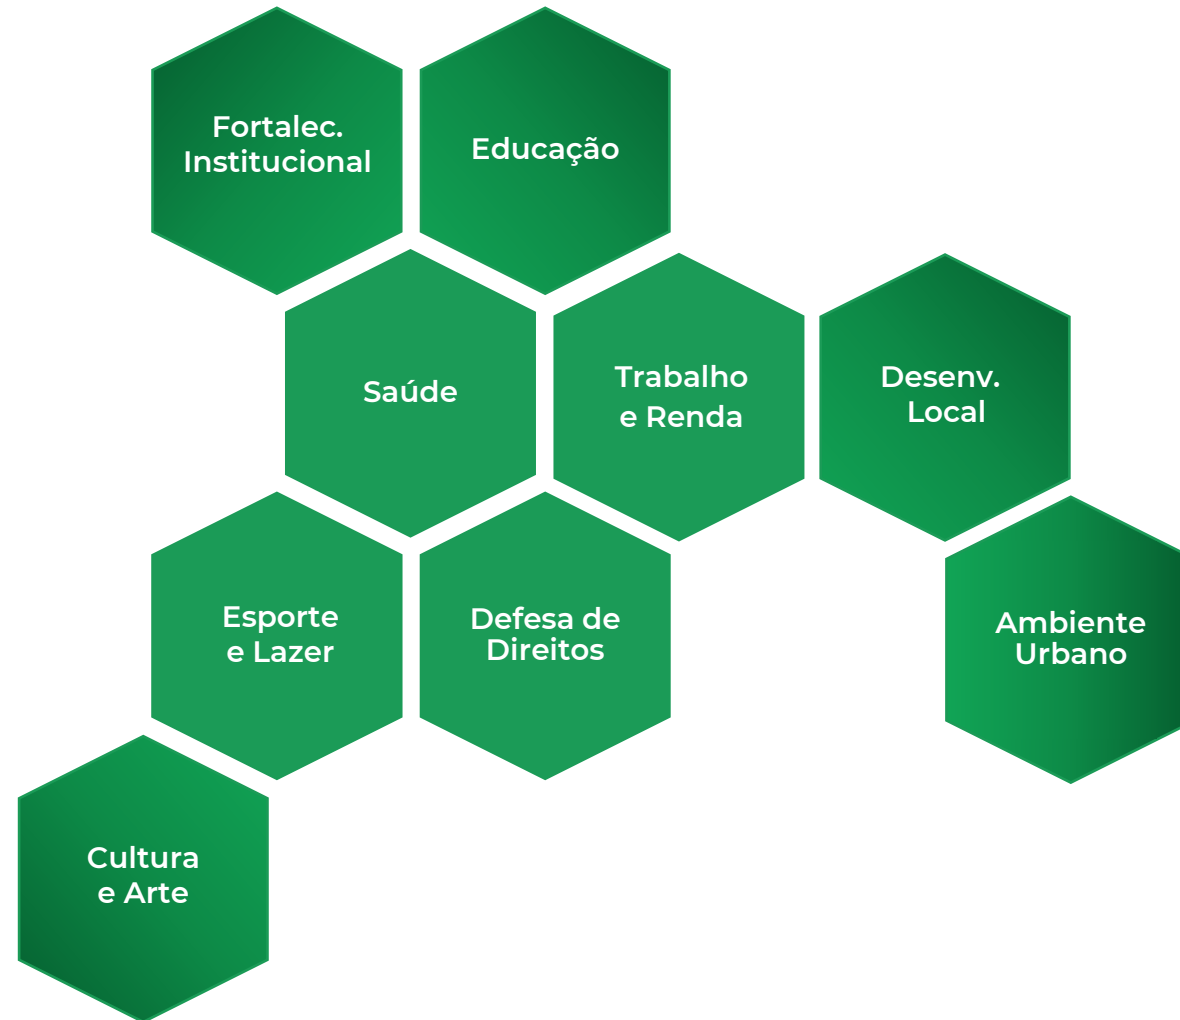 Fortalec.
Institucional
Educação
Saúde
Trabalho
e Renda
Desenv.
Local
Esporte
e Lazer
Defesa de
Direitos
Ambiente
Urbano
Cultura
e Arte